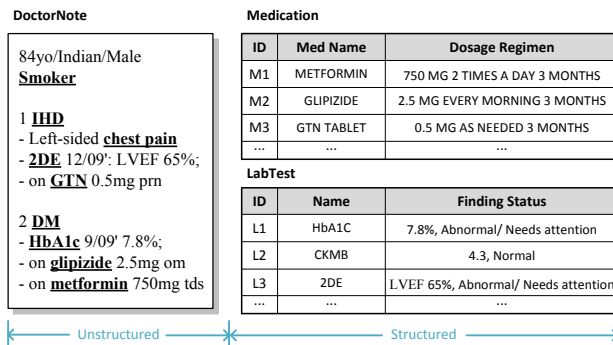 DoctorNote
84yo/Indian/Male
Smoker
1 IHD
- Left-sided chest pain
- 2DE 12/09': LVEF 65%;
- on GTN 0.5mg prn
2 DM
- HbA1c 9/09' 7.8%;
- on glipizide 2.5mg om
- on metformin 750mg tds
Medication
ID Med Name Dosage Regimen
M1 METFORMIN 750 MG 2 TIMES A DAY 3 MONTHS
M2 GLIPIZIDE 2.5 MG EVERY MORNING 3 MONTHS
M3 GTN TABLET 0.5 MG AS NEEDED 3 MONTHS
... ... ...
LabTest
ID Name Finding Status
L1 HbA1C 7.8%, Abnormal/ Needs attention
L2 CKMB 4.3, Normal
L3 2DE LVEF 65%, Abnormal/ Needs attention
... ... ...
Unstructured Structured